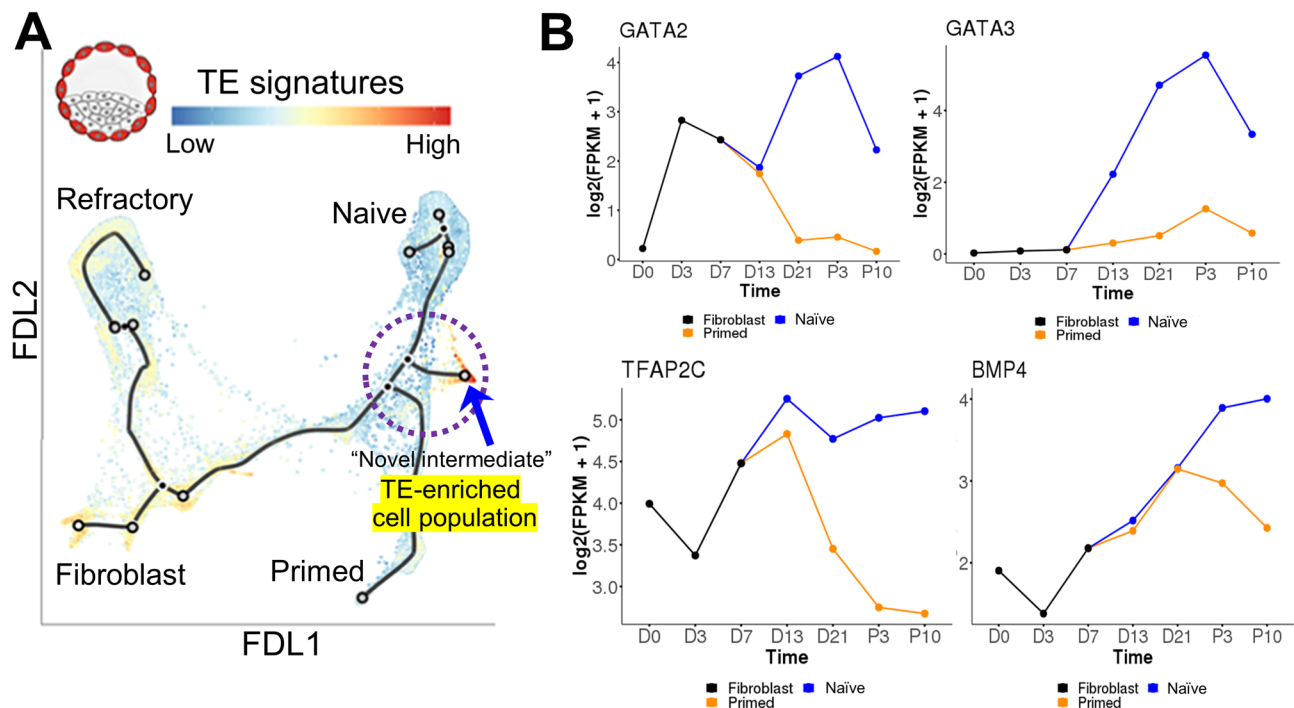 A
TE signatures
Low
High
Refractory
Naive
"Novel intermediate"
TE-enriched
cell population
Fibroblast
Primed
FDL2
FDL1
B
GATA2
log2(FPKM + 1)
4
3
2
1
0
D0 D3 D7 D13 D21 P3 P10
Time
Fibroblast Naïve
Primed
GATA3
log2(FPKM + 1)
4
2
0
D0 D3 D7 D13 D21 P3 P10
Time
Fibroblast Naïve
Primed
TFAP2C
log2(FPKM + 1)
5.0
4.5
4.0
3.5
3.0
D0 D3 D7 D13 D21 P3 P10
Time
Fibroblast Naïve
Primed
BMP4
4
3
2
D0 D3 D7 D13 D21 P3 P10
Time
Fibroblast Naïve
Primed